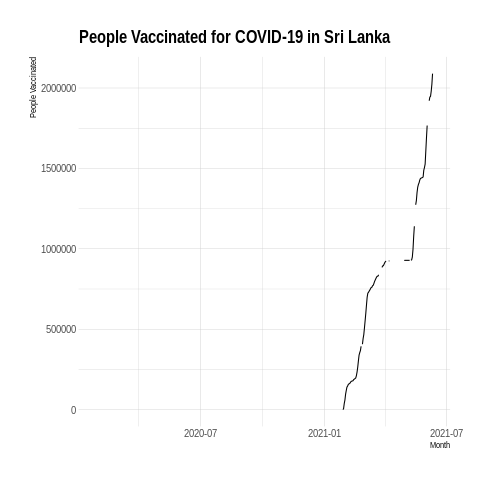 People Vaccinated for COVID-19 in Sri Lanka
People Vaccinated
2000000
1500000
1000000
500000
0
2020-07
2021-01
2021-07
Month